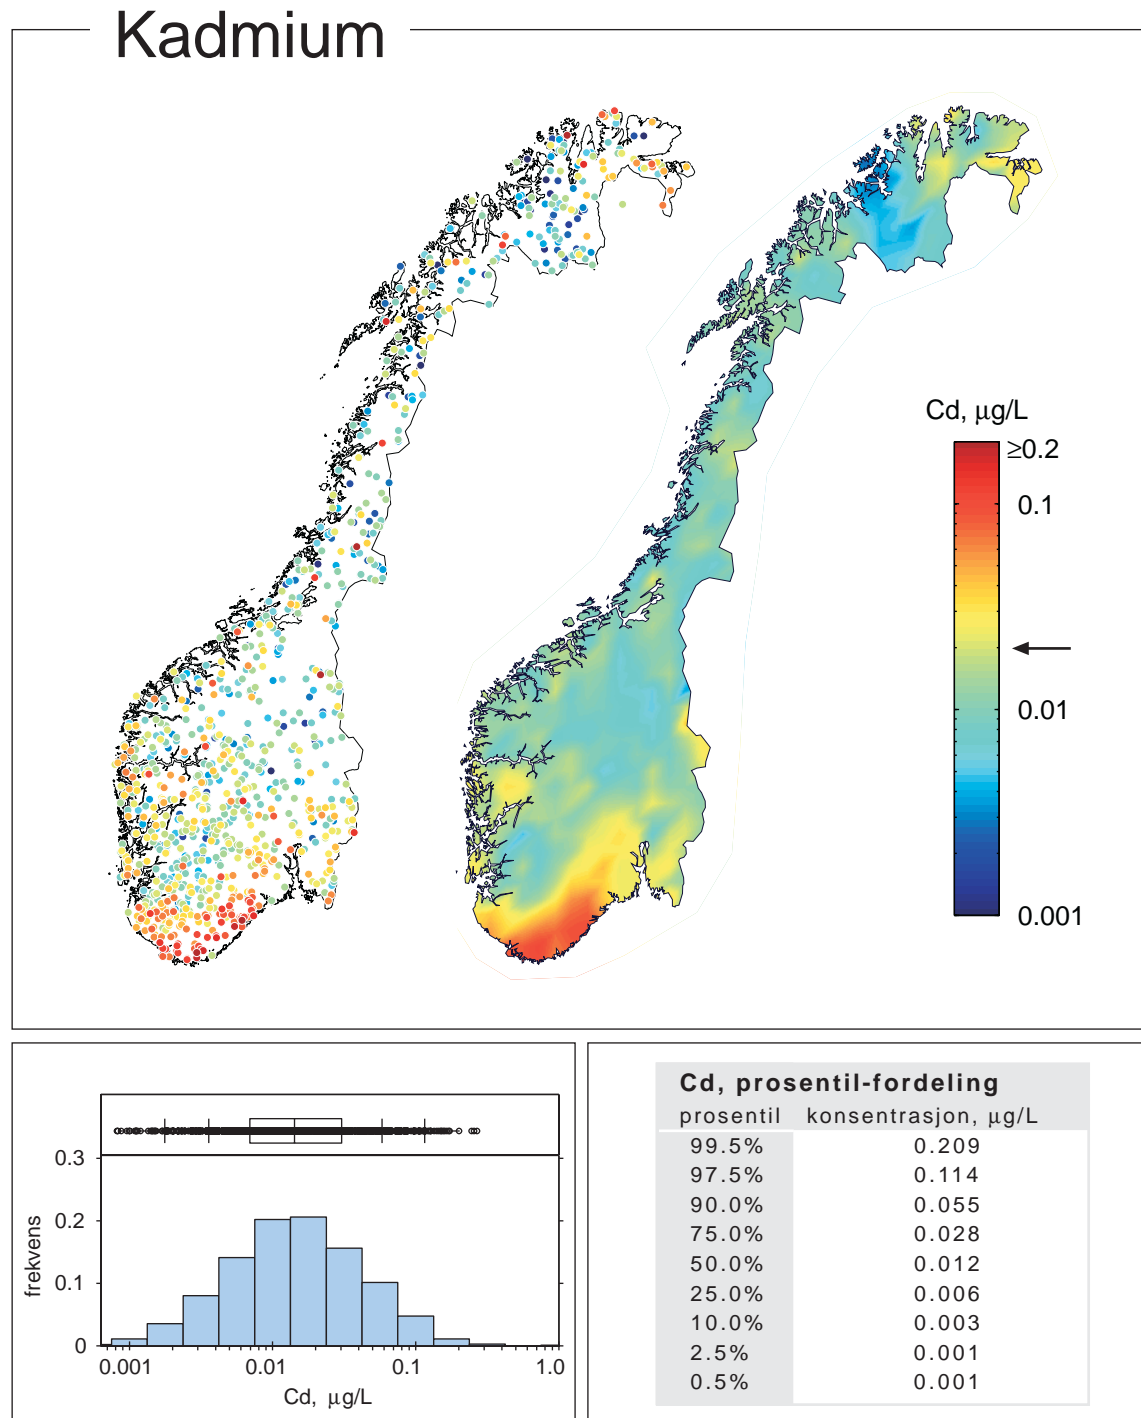 Kadmium
Cd, µg/L
≥0.2
0.1
0.01
0.001
0.3
0.2
0.1
0
frekvens
0.001 0.01 0.1 1.0
Cd, µg/L
Cd, prosentil-fordeling
prosentil konsentrasjon, µg/L
99.5% 0.209
97.5% 0.114
90.0% 0.055
75.0% 0.028
50.0% 0.012
25.0% 0.006
10.0% 0.003
2.5% 0.001
0.5% 0.001